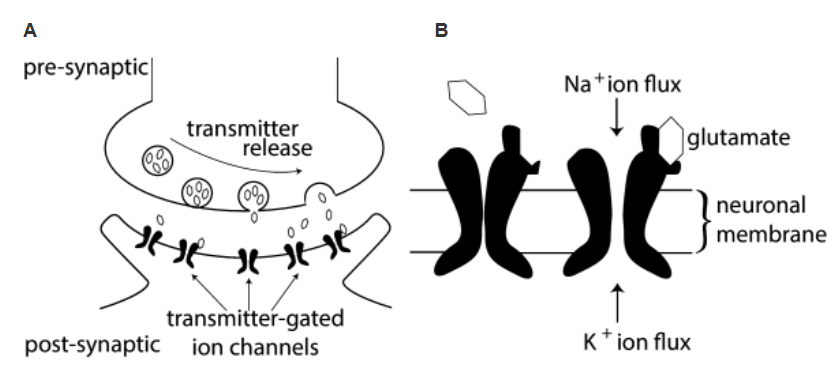 A
pre-synaptic
transmitter
release
transmitter-gated
ion channels
post-synaptic
B
Na+ ion flux
glutamate
neuronal
membrane
K+ ion flux